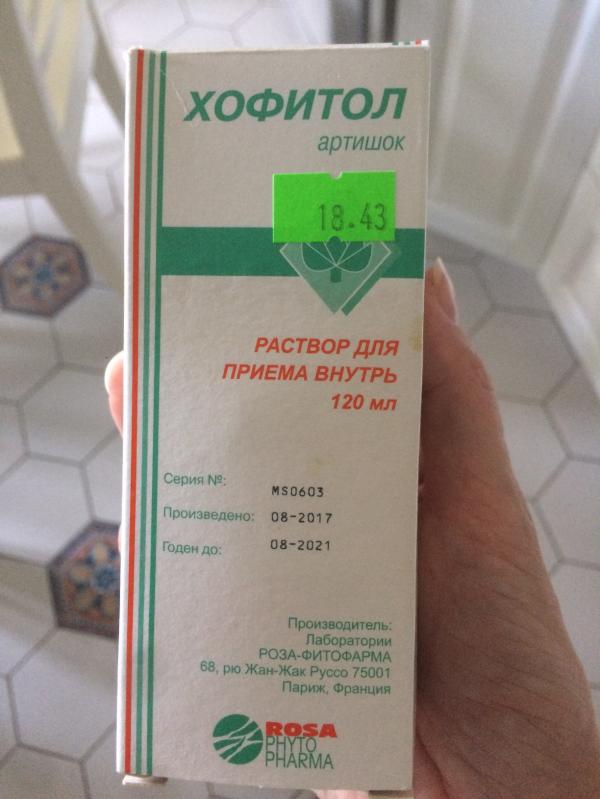 ХОФИТОЛ
артишок
18.43
РАСТВОР ДЛЯ
ПРИЕМА ВНУТРЬ
120 мл
Серия №: MS0603
Произведено: 08-2017
Годен до: 08-2021
Производитель:
Лаборатории
РОЗА-ФИТОФАРМА
68, рю Жан-Жак Руссо 75001
Париж, Франция
ROSA
PHYTO
PHARMA